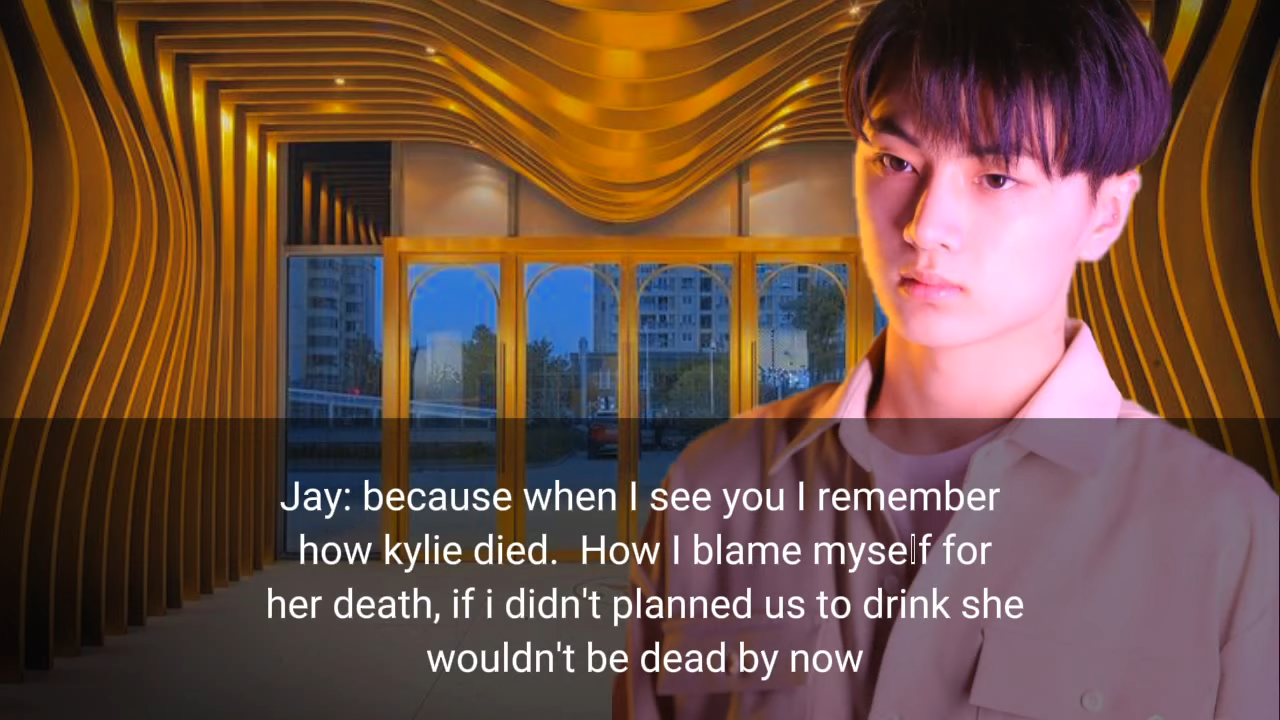 Jay: because when I see you I remember
how kylie died.  How I blame myself for
her death, if i didn't planned us to drink she
wouldn't be dead by now